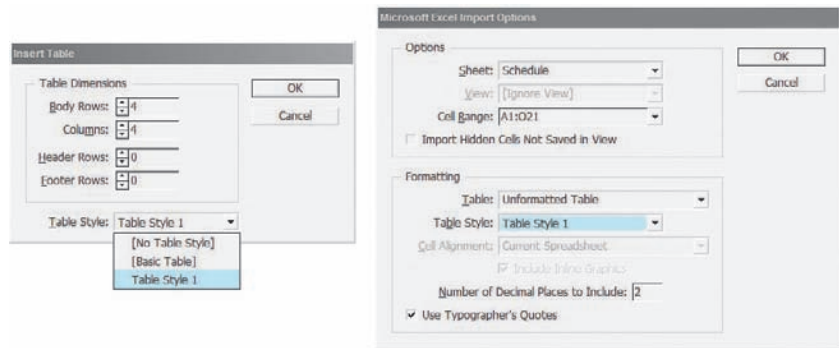 Insert Table
Table Dimensions
Body Rows: 4
Columns: 4
Header Rows: 0
Footer Rows: 0
OK
Cancel
Table Style: Table Style 1
[No Table Style]
[Basic Table]
Table Style 1
Microsoft Excel Import Options
Options
Sheet: Schedule
View: [Ignore View]
Cell Range: A1:O21
Import Hidden Cells Not Saved in View
OK
Cancel
Formatting
Table: Unformatted Table
Table Style: Table Style 1
Cell Alignment: Current Spreadsheet
Include Inline Graphics
Number of Decimal Places to Include: 2
Use Typographer's Quotes